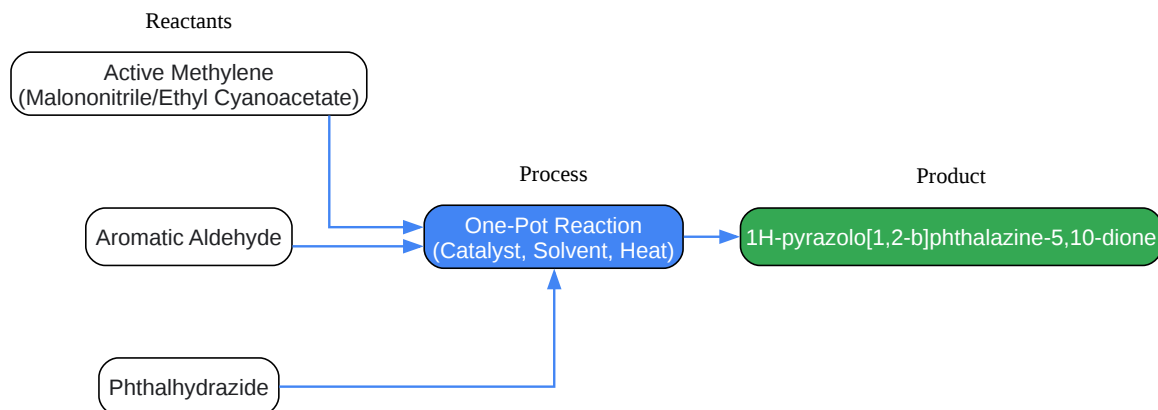 Reactants
Active Methylene
(Malononitrile/Ethyl Cyanoacetate)
Process
Product
Aromatic Aldehyde
One-Pot Reaction
(Catalyst, Solvent, Heat)
1H-pyrazolo[1,2-b]phthalazine-5,10-dione
Phthalhydrazide